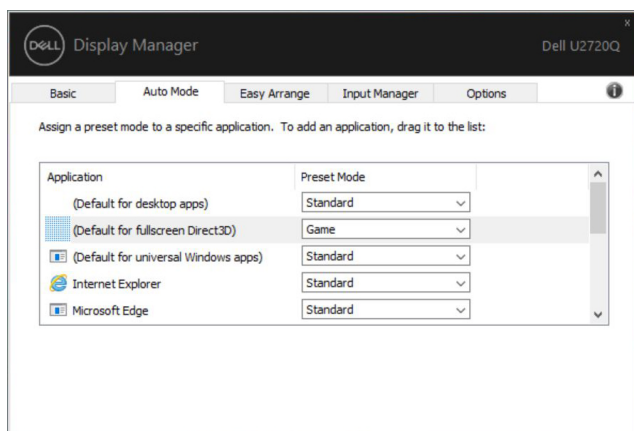 x
DELL Display Manager Dell U2720Q
Basic Auto Mode Easy Arrange Input Manager Options
Assign a preset mode to a specific application. To add an application, drag it to the list:
Application Preset Mode
(Default for desktop apps) Standard
(Default for fullscreen Direct3D) Game
(Default for universal Windows apps) Standard
Internet Explorer Standard
Microsoft Edge Standard